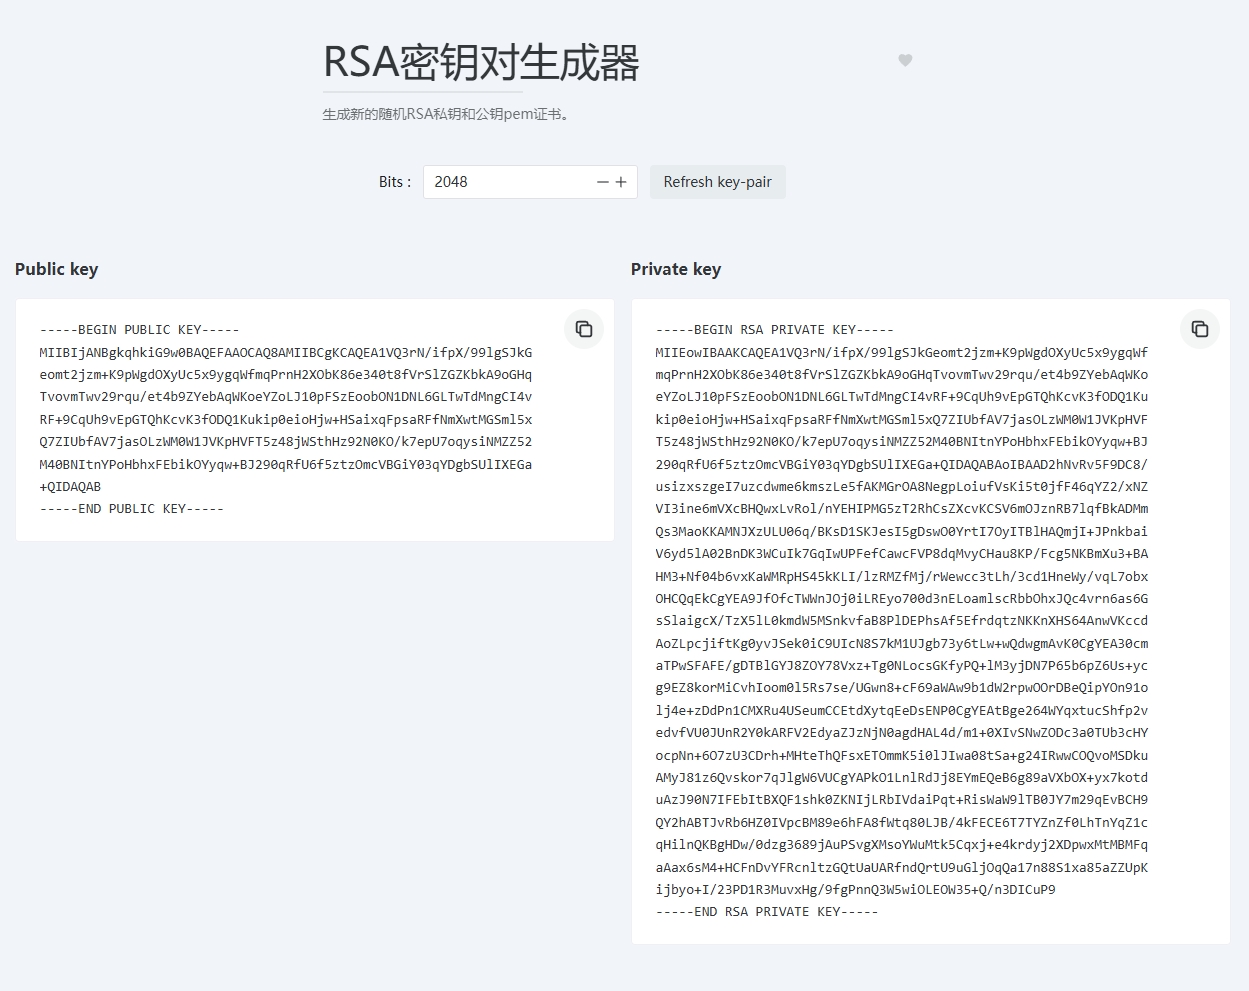 RSA密钥对生成器
生成新的随机RSA私钥和公钥pem证书。
Bits :
2048
Refresh key-pair
Public key
-----BEGIN PUBLIC KEY-----
MIIBIjANBgkqhkiG9w0BAQEFAAOCAQ8AMIIBCgKCAQEA1VQ3rN/ifpX/99lgSJkG
eomt2jzm+K9pWgdOXyUc5x9ygqWfmqPrnH2XObK86e340t8fVrSlZGZKbkA9oGHq
TvovmTwv29rqu/et4b9ZYebAqWKoeYZoLJ10pFSzEoobON1DNL6GLTwTdMngCI4v
RF+9CqUh9vEpGTQhKcvK3fODQ1Kukip0eioHjw+HSaixqFpsaRFfNmXwtMGSml5x
Q7ZIUbfAV7jasOLzWM0W1JVKpHVFT5z48jWSthHz92N0KO/k7epU7oqysiNMZZ52
M40BNItnYPoHbhxFEbikOYyqw+BJ290qRfU6f5ztzOmcVBGiY03qYDgbSUlIXEGa
+QIDAQAB
-----END PUBLIC KEY-----
Private key
-----BEGIN RSA PRIVATE KEY-----
MIIEowIBAAKCAQEA1VQ3rN/ifpX/99lgSJkGeomt2jzm+K9pWgdOXyUc5x9ygqWf
mqPrnH2XObK86e340t8fVrSlZGZKbkA9oGHqTvovmTwv29rqu/et4b9ZYebAqWKo
eYZoLJ10pFSzEoobON1DNL6GLTwTdMngCI4vRF+9CqUh9vEpGTQhKcvK3fODQ1Ku
kip0eioHjw+HSaixqFpsaRFfNmXwtMGSml5xQ7ZIUbfAV7jasOLzWM0W1JVKpHVF
T5z48jWSthHz92N0KO/k7epU7oqysiNMZZ52M40BNItnYPoHbhxFEbikOYyqw+BJ
290qRfU6f5ztzOmcVBGiY03qYDgbSUlIXEGa+QIDAQABAoIBAAD2hNvRv5F9DC8/
usizxszgeI7uzcdwme6kmszLe5fAKMGrOA8NegpLoiufVsKi5t0jfF46qYZ2/xNZ
VI3ine6mVXcBHQwxLvRol/nYEHIPMG5zT2RhCsZXcvKCSV6mOJznRB7lqfBkADMm
Qs3MaoKKAMNJXzULU06q/BKsD1SKJesI5gDswO0YrtI7OyITBlHAQmjI+JPnkbai
V6yd5lA02BnDK3WCuIk7GqIwUPFefCawcFVP8dqMvyCHau8KP/Fcg5NKBmXu3+BA
HM3+Nf04b6vxKaWMRpHS45kKLI/lzRMZfMj/rWewcc3tLh/3cd1HneWy/vqL7obx
OHCQqEkCgYEA9JfOfcTWWnJOj0iLREyo700d3nELoamlscRbbOhxJQc4vrn6as6G
sSlaigcX/TzX5lL0kmdW5MSnkvfaB8PlDEPhsAf5EfrdqtzNKKnXHS64AnwVKccd
AoZLpcjiftKg0yvJSek0iC9UIcN8S7kM1UJgb73y6tLw+wQdwgmAvK0CgYEA30cm
aTPwSFAFE/gDTBlGYJ8ZOY78Vxz+Tg0NLocsGKfyPQ+lM3yjDN7P65b6pZ6Us+yc
g9EZ8korMiCvhIoom0l5Rs7se/UGwn8+cF69aWAw9b1dW2rpwOOrDBeQipYOn91o
lj4e+zDdPn1CMXRu4USeumCCEtdXytqEeDsENP0CgYEAtBge264WYqxtucShfp2v
edvfVU0JUnR2Y0kARFV2EdyaZJzNjN0agdHAL4d/m1+0XIvSNwZODc3a0TUb3cHY
ocpNn+6O7zU3CDrh+MHteThQFsxETOmmK5i0lJIwa08tSa+g24IRwwCOQvoMSDku
AMyJ81z6Qvskor7qJlgW6VUCgYAPkO1LnlRdJj8EYmEQeB6g89aVXbOX+yx7kotd
uAzJ90N7IFEbItBXQF1shk0ZKNIjLRbIVdaiPqt+RisWaW9lTB0JY7m29qEvBCH9
QY2hABTJvRb6HZ0IVpcBM89e6hFA8fWtq80LJB/4kFECE6T7TYZnZf0LhTnYqZ1c
qHilnQKBgHDw/0dzg3689jAuPSvgXMsoYWuMtk5Cqxj+e4krdyj2XDpwxMtMBMFq
aAax6sM4+HCFnDvYFRcnltzGQtUaUARfndQrtU9uGljOqQa17n88S1xa85aZZUpK
ijbyo+I/23PD1R3MuvxHg/9fgPnnQ3W5wiOLEOW35+Q/n3DICuP9
-----END RSA PRIVATE KEY-----